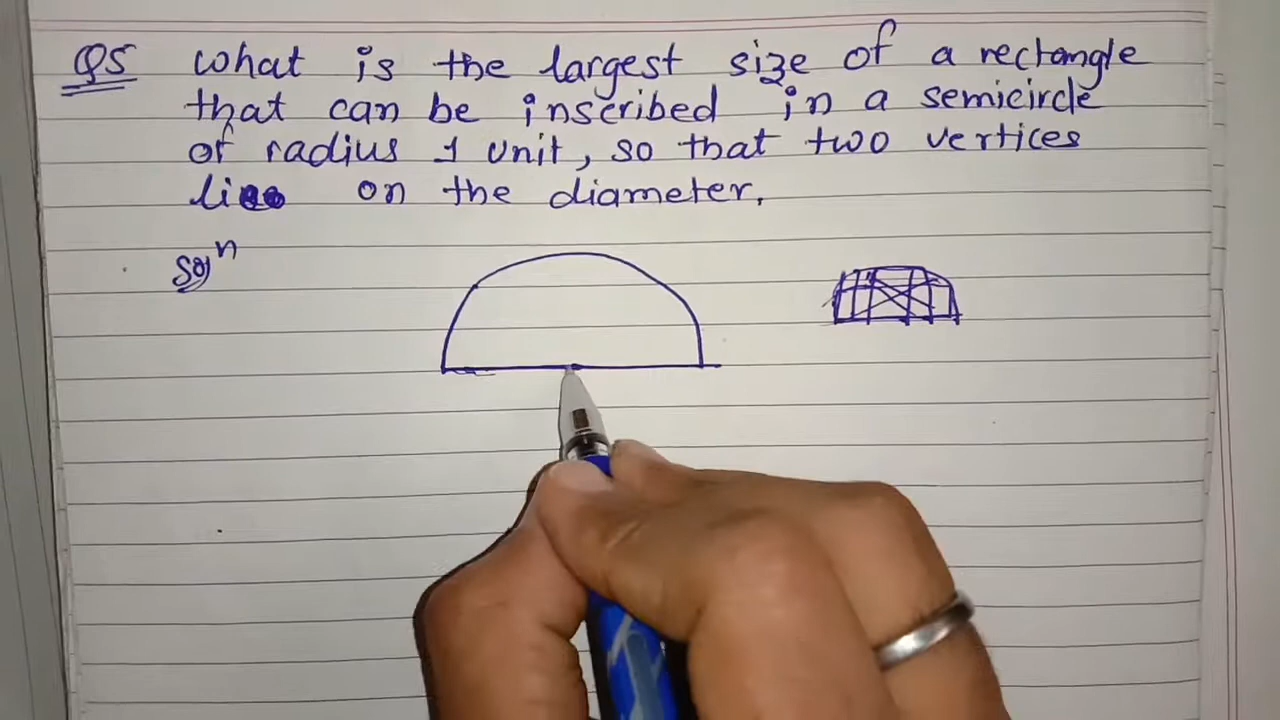 Q5 What is the largest size of a rectangle
that can be inscribed in a semicircle
of radius 1 unit, so that two vertices
lie on the diameter.
Solⁿ